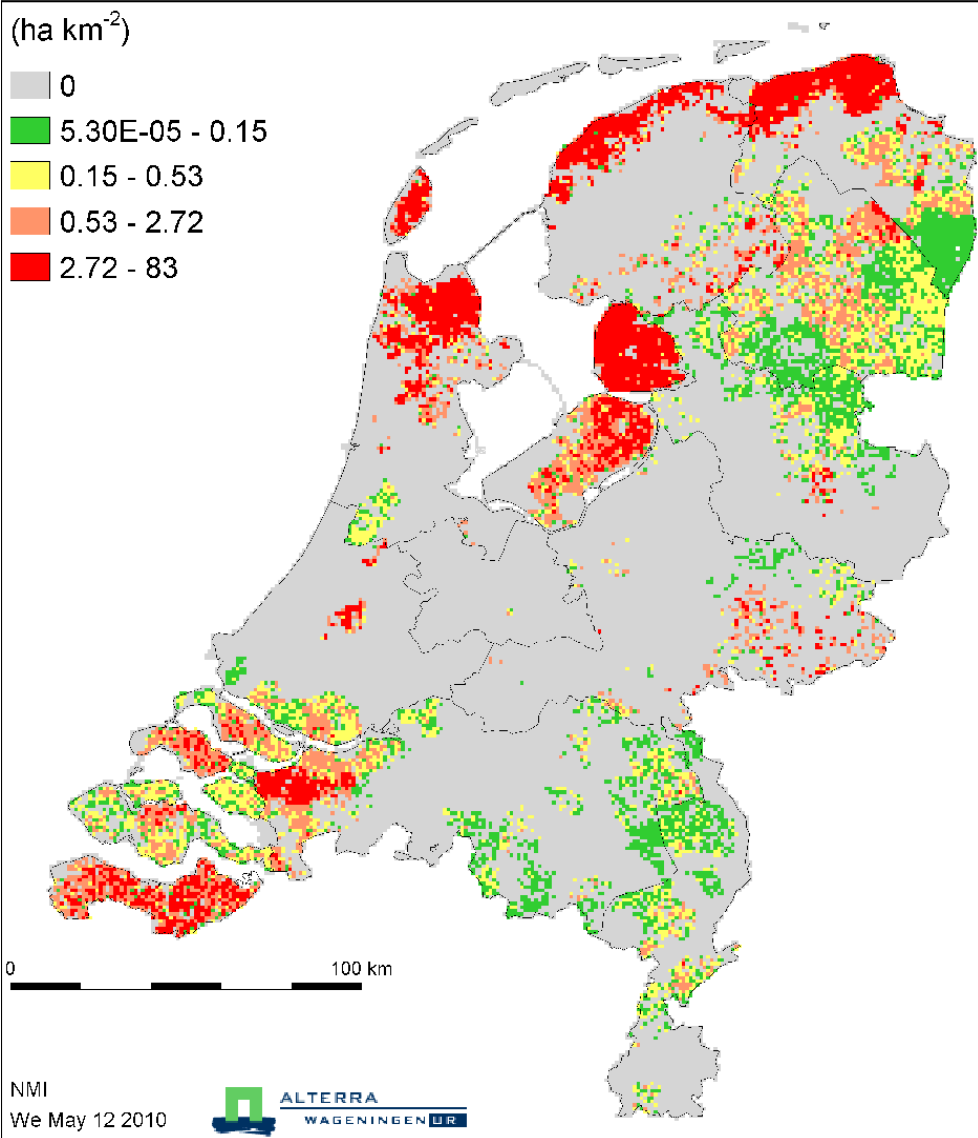 (ha km-2)
0
5.30E-05 - 0.15
0.15 - 0.53
0.53 - 2.72
2.72 - 83
0 100 km
NMI
We May 12 2010
ALTERRA
WAGENINGEN UR